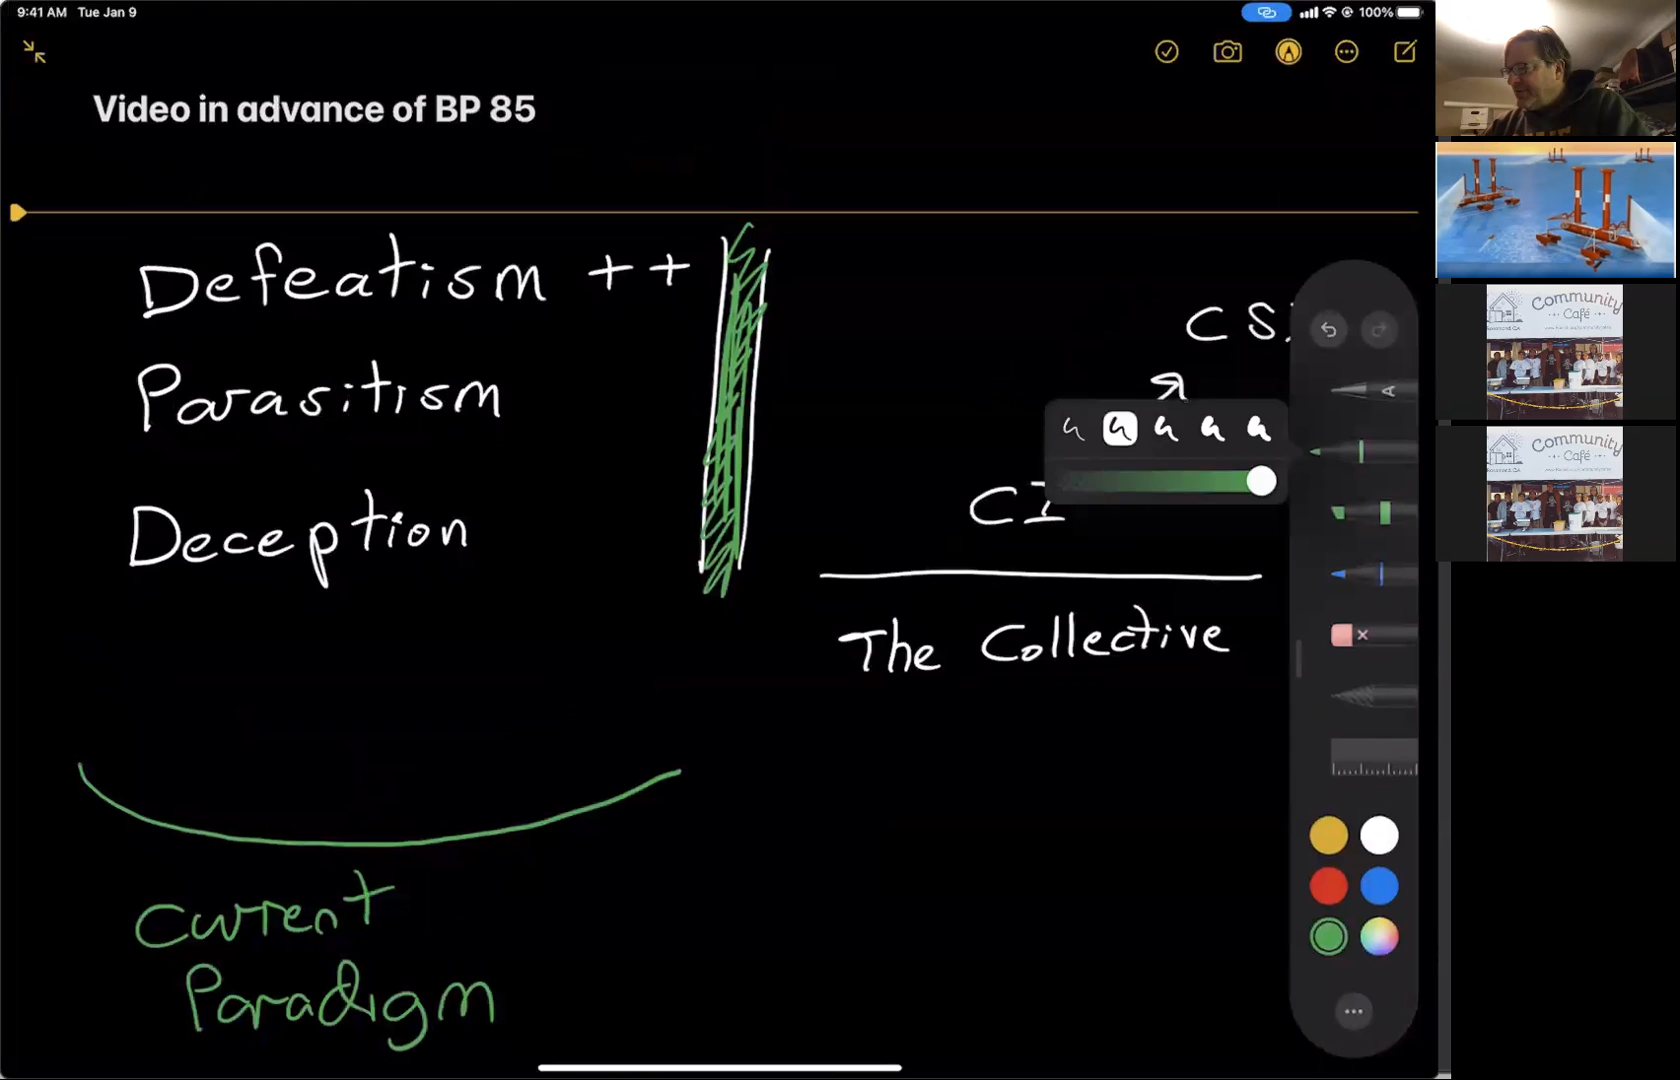 9:41 AM Tue Jan 9
100%
Video in advance of BP 85
Defeatism ++
Parasitism
Deception
CS
CI
The Collective
Current
Paradigm
A
Community
Café
Community
Café